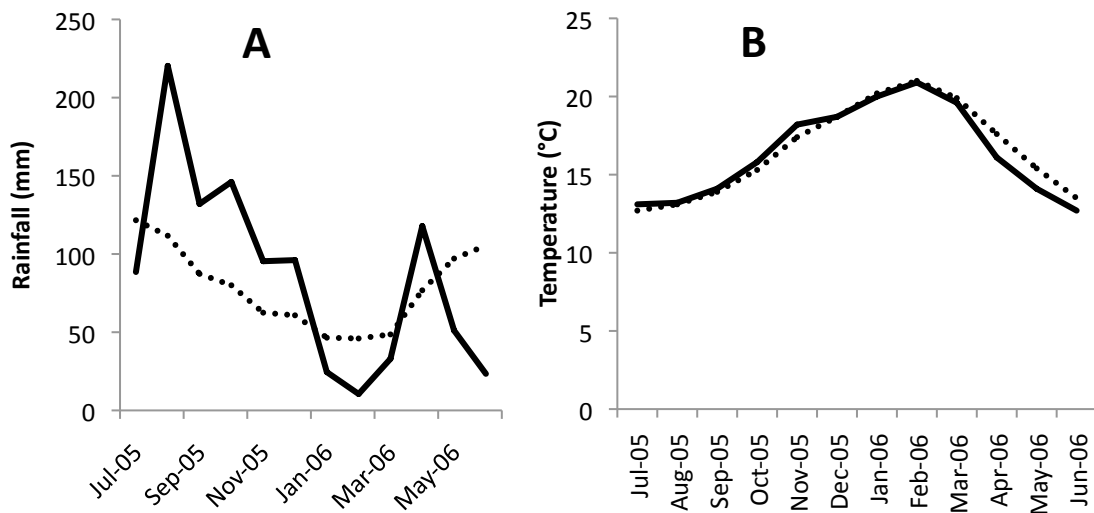 A
Rainfall (mm)
250
200
150
100
50
0
Jul-05
Sep-05
Nov-05
Jan-06
Mar-06
May-06
B
Temperature (°C)
25
20
15
10
5
0
Jul-05
Aug-05
Sep-05
Oct-05
Nov-05
Dec-05
Jan-06
Feb-06
Mar-06
Apr-06
May-06
Jun-06